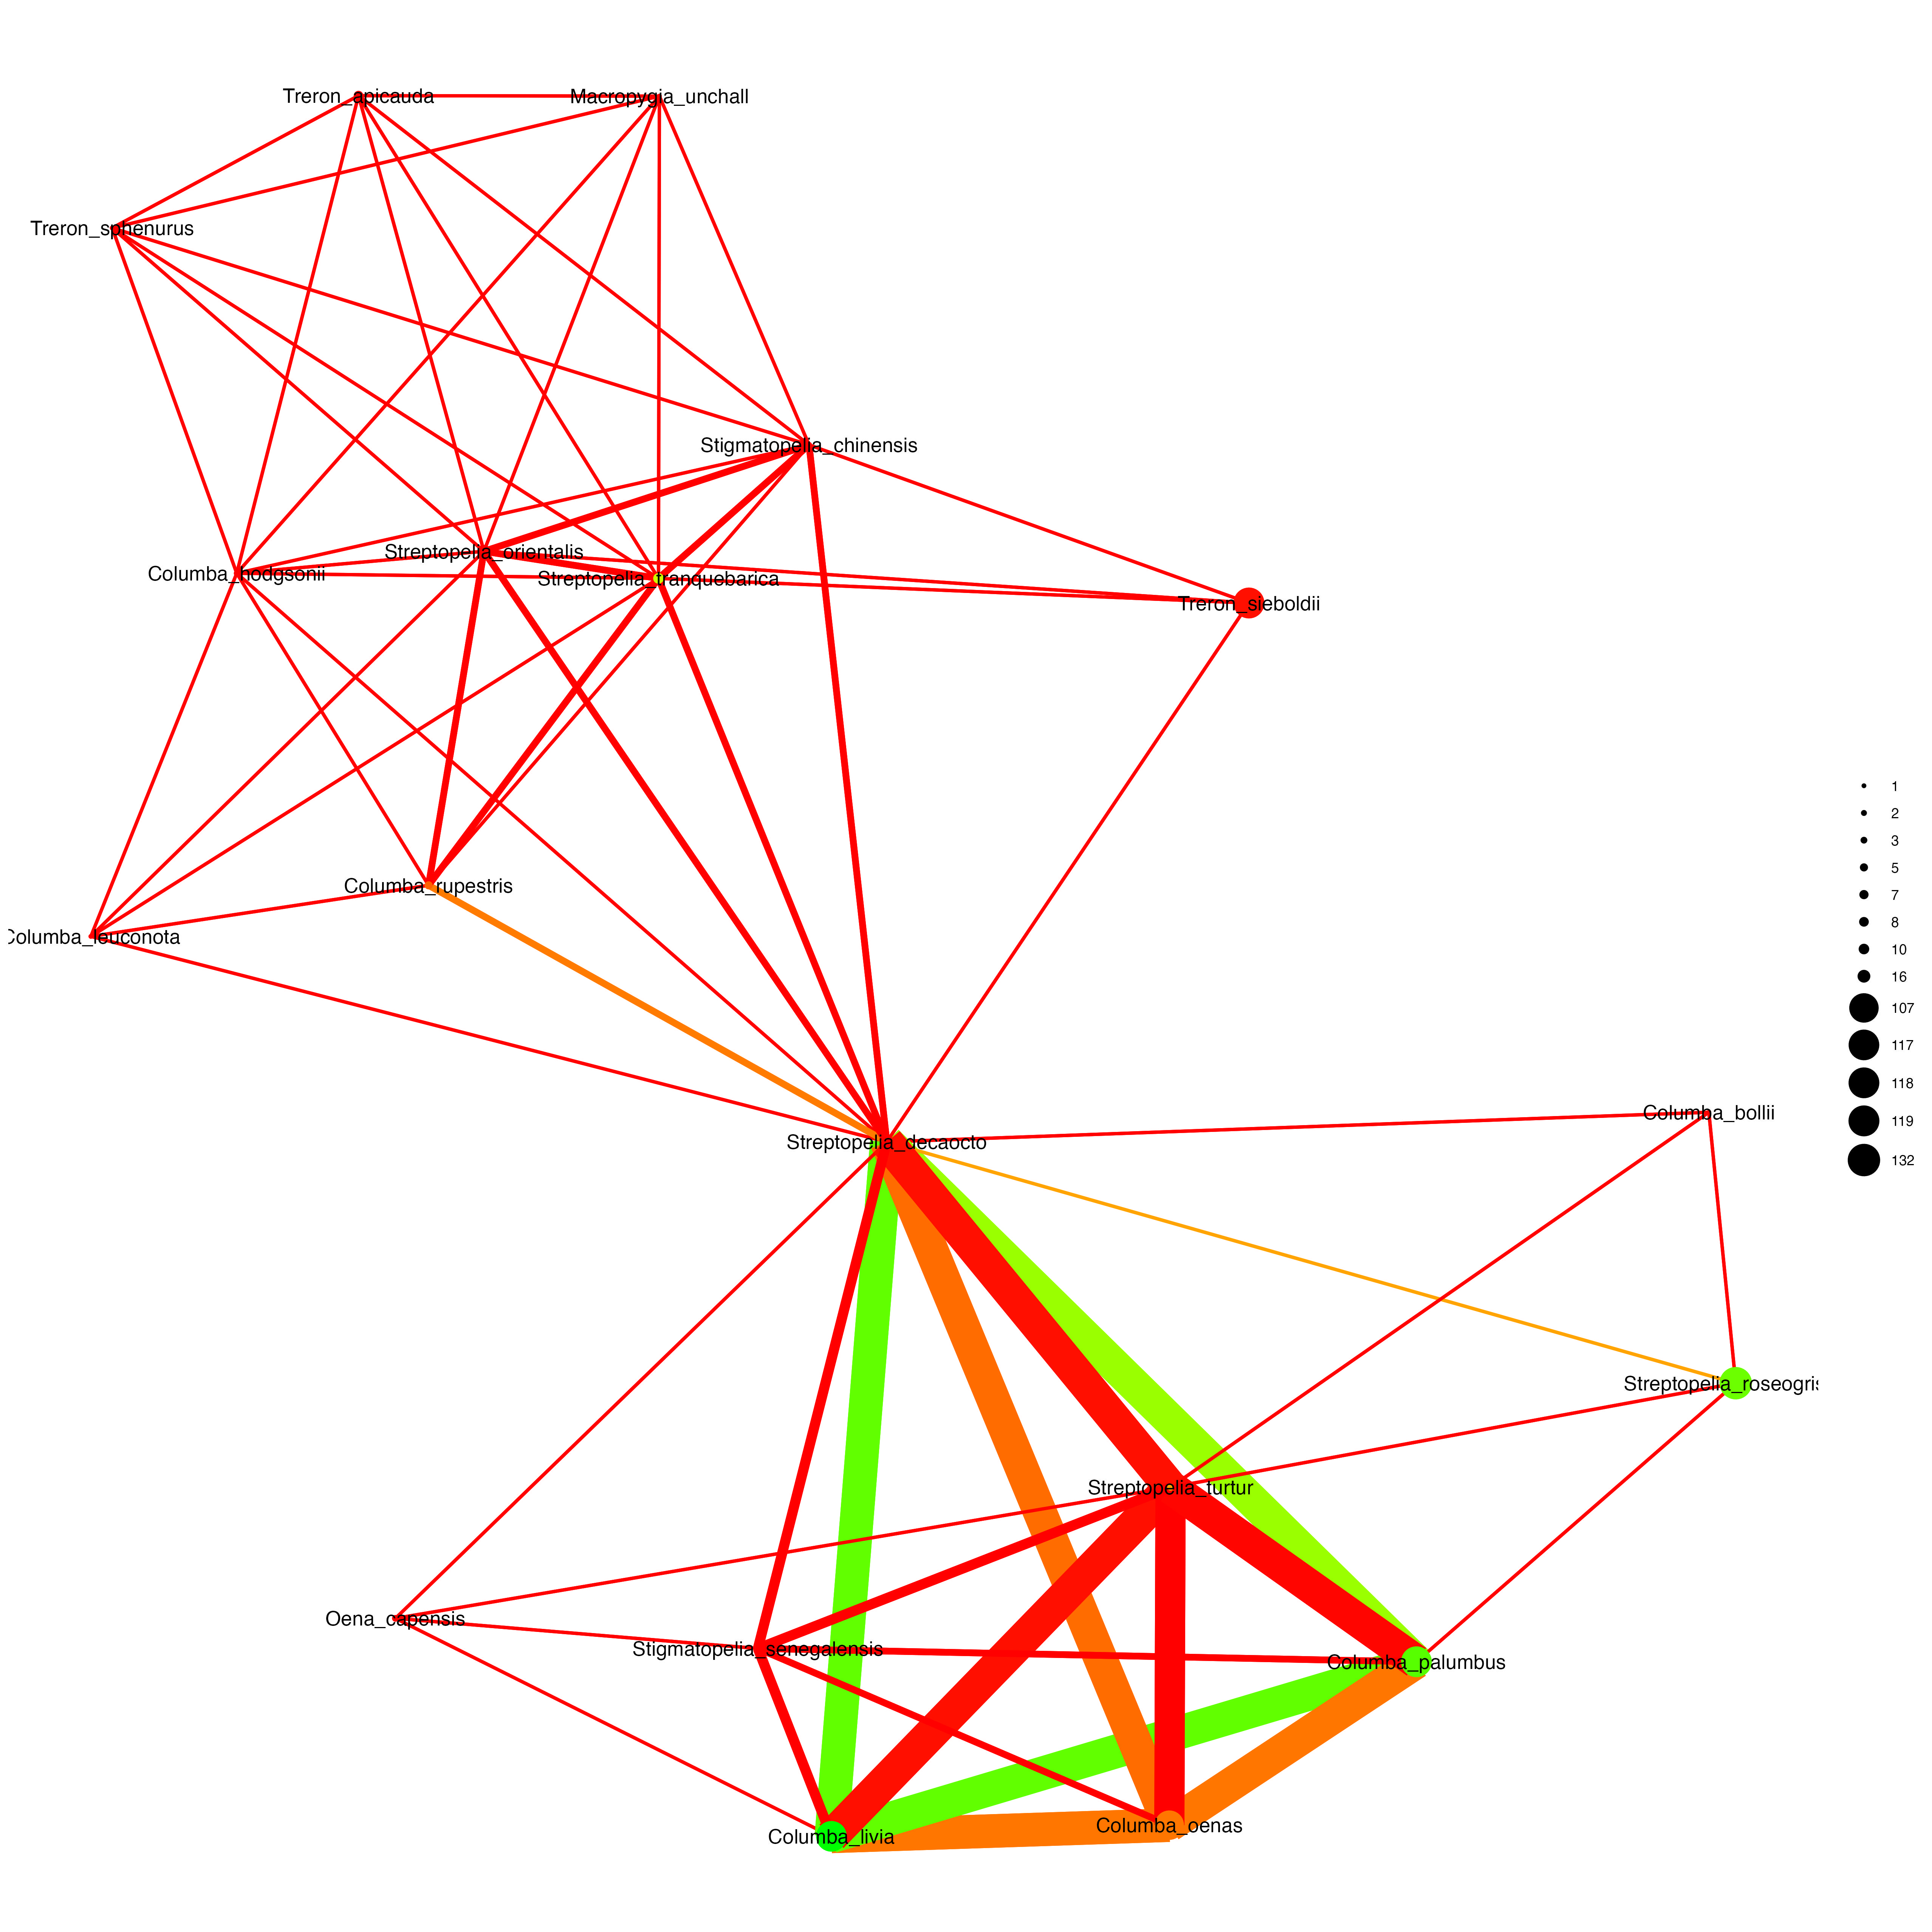 Treron_apicauda
Macropygia_unchall
Treron_sphenurus
Stigmatopelia_chinensis
Streptopelia_orientalis
Columba_hodgsonii
Streptopelia_tranquebarica
Treron_sieboldii
1
2
3
5
7
8
10
16
107
117
118
119
132
Columba_rupestris
Columba_leuconota
Columba_bollii
Streptopelia_decaocto
Streptopelia_roseogris
Streptopelia_turtur
Oena_capensis
Stigmatopelia_senegalensis
Columba_palumbus
Columba_oenas
Columba_livia